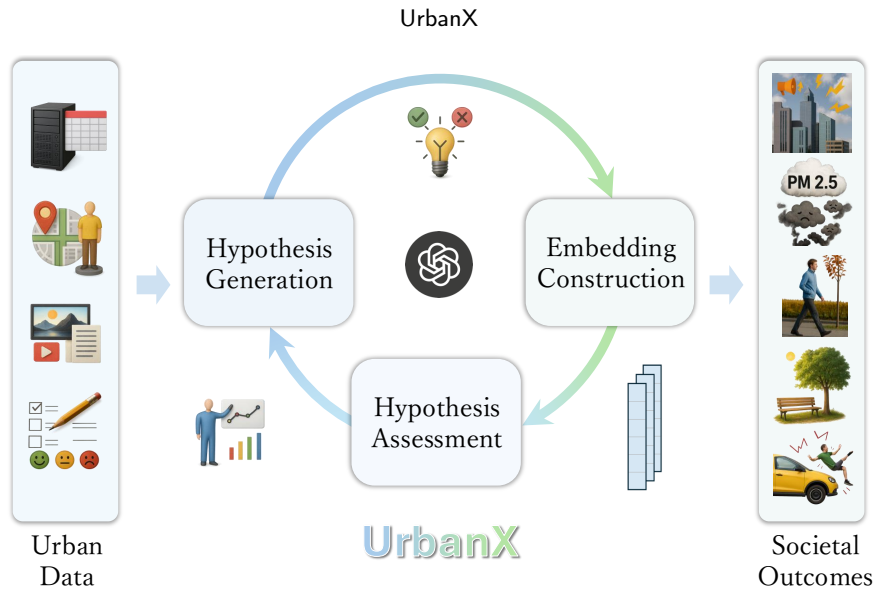 UrbanX
PM 2.5
Hypothesis
Generation
Embedding
Construction
Hypothesis
Assessment
UrbanX
Urban
Data
Societal
Outcomes